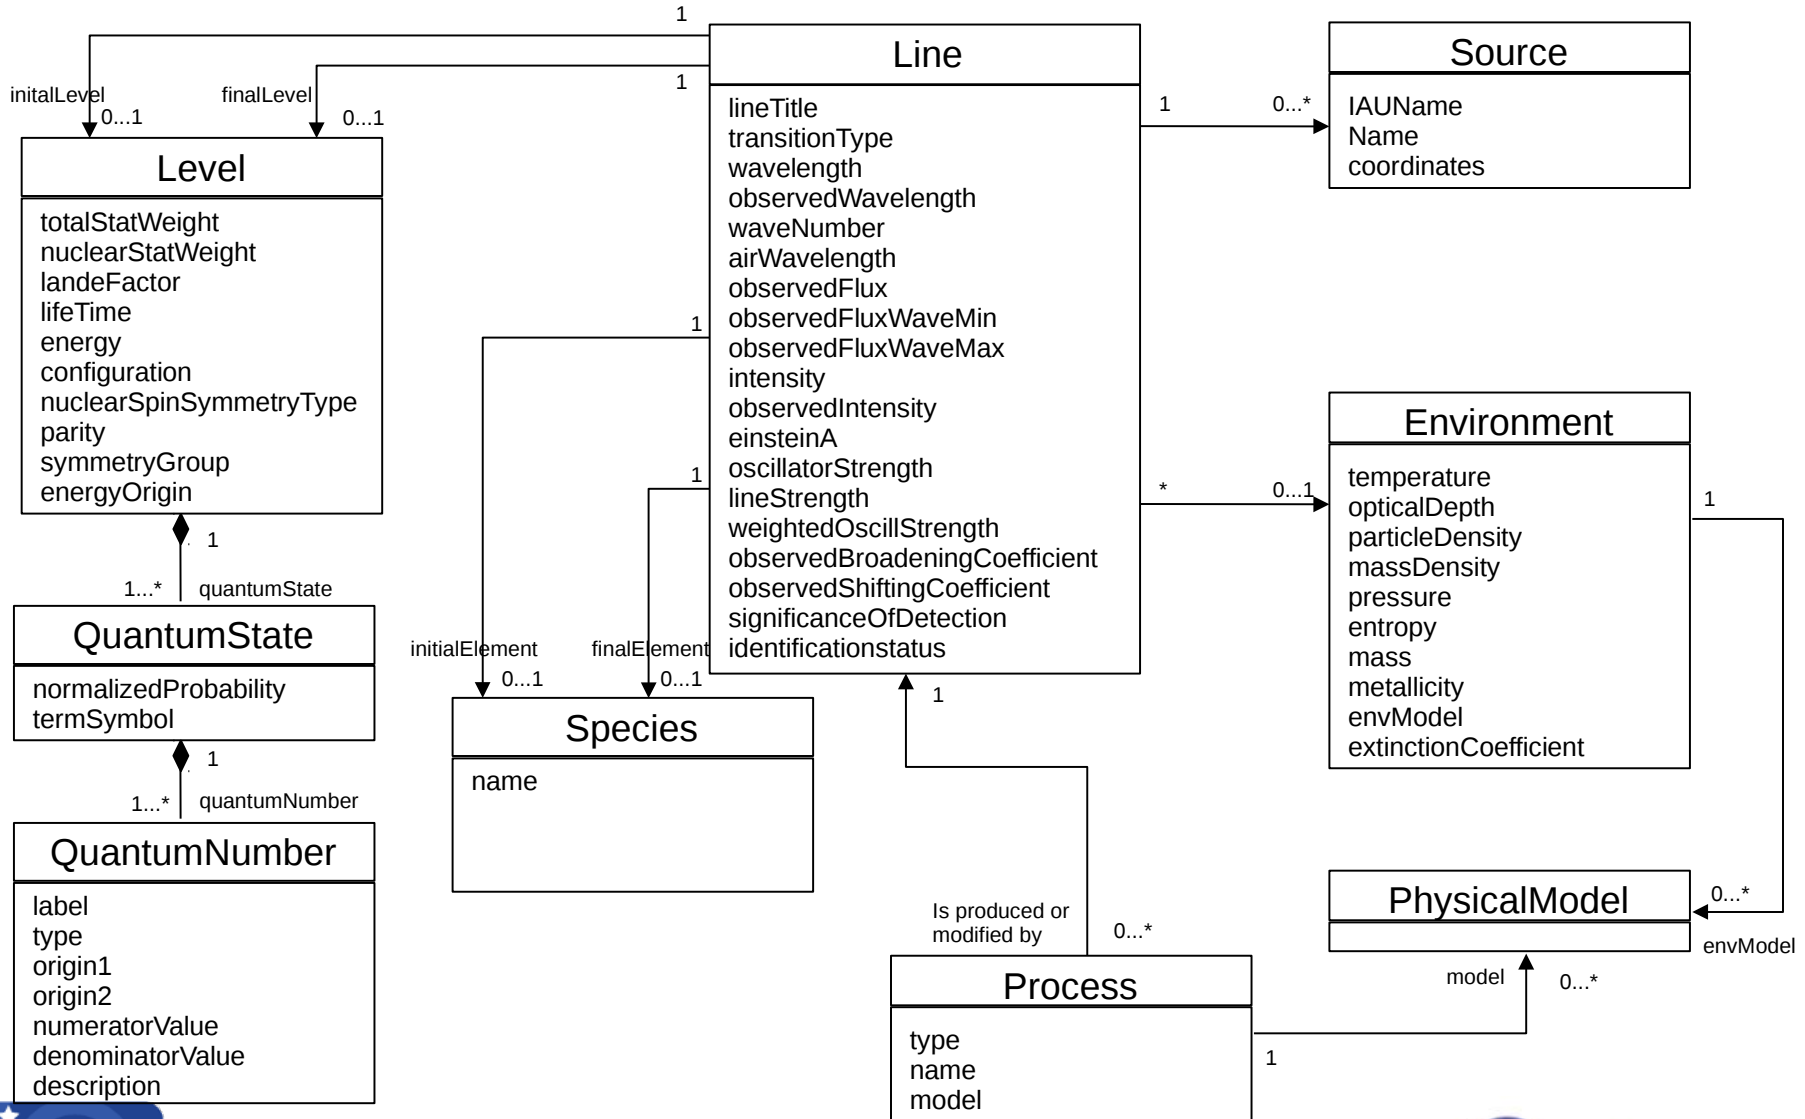 1
Line
Source
1
initalLevel
finalLevel
0...1
0...1
1
0...*
lineTitle
transitionType
wavelength
observedWavelength
waveNumber
airWavelength
observedFlux
observedFluxWaveMin
observedFluxWaveMax
intensity
observedIntensity
einsteinA
oscillatorStrength
lineStrength
weightedOscillStrength
observedBroadeningCoefficient
observedShiftingCoefficient
significanceOfDetection
identificationstatus
IAUName
Name
coordinates
Level
totalStatWeight
nuclearStatWeight
landeFactor
lifeTime
energy
configuration
nuclearSpinSymmetryType
parity
symmetryGroup
energyOrigin
1
1...*
quantumState
QuantumState
normalizedProbability
termSymbol
1
1...*
quantumNumber
QuantumNumber
label
type
origin1
origin2
numeratorValue
denominatorValue
description
1
1
initialElement
finalElement
0...1
0...1
Species
name
*
0...1
Environment
temperature
opticalDepth
particleDensity
massDensity
pressure
entropy
mass
metallicity
envModel
extinctionCoefficient
1
1
Is produced or
modified by
0...*
Process
type
name
model
1
PhysicalModel
0...*
envModel
model
0...*